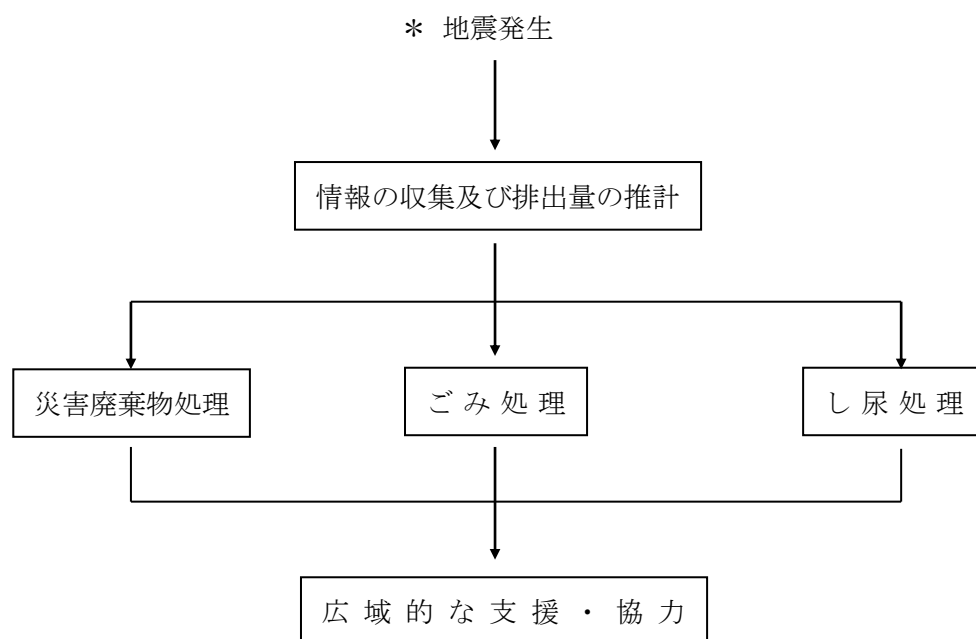 ＊ 地震発生
情報の収集及び排出量の推計
災害廃棄物処理
ごみ処理
し尿処理
広域的な支援・協力